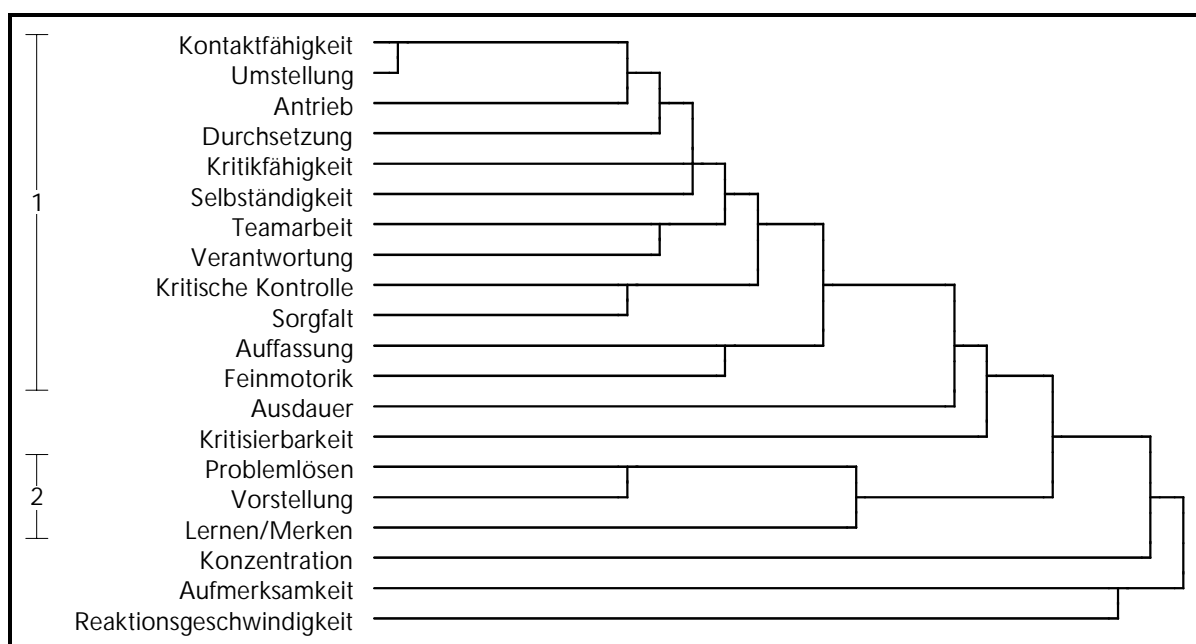 Kontaktfähigkeit
Umstellung
Antrieb
Durchsetzung
Kritikfähigkeit
1
Selbständigkeit
Teamarbeit
Verantwortung
Kritische Kontrolle
Sorgfalt
Auffassung
Feinmotorik
Ausdauer
Kritisierbarkeit
Problemlösen
2
Vorstellung
Lernen/Merken
Konzentration
Aufmerksamkeit
Reaktionsgeschwindigkeit